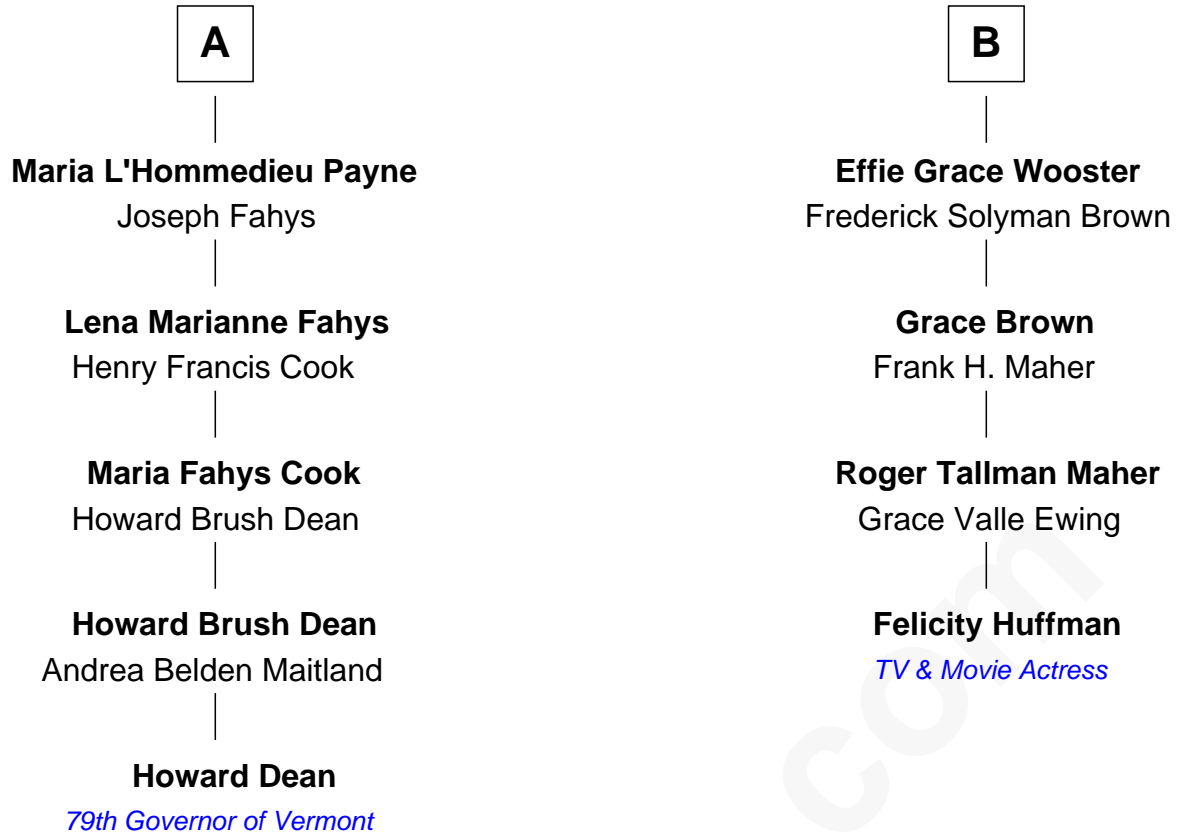 A
Maria L'Hommedieu Payne
Joseph Fahys
Lena Marianne Fahys
Henry Francis Cook
Maria Fahys Cook
Howard Brush Dean
Howard Brush Dean
Andrea Belden Maitland
Howard Dean
79th Governor of Vermont
B
Effie Grace Wooster
Frederick Solyman Brown
Grace Brown
Frank H. Maher
Roger Tallman Maher
Grace Valle Ewing
Felicity Huffman
TV & Movie Actress
com